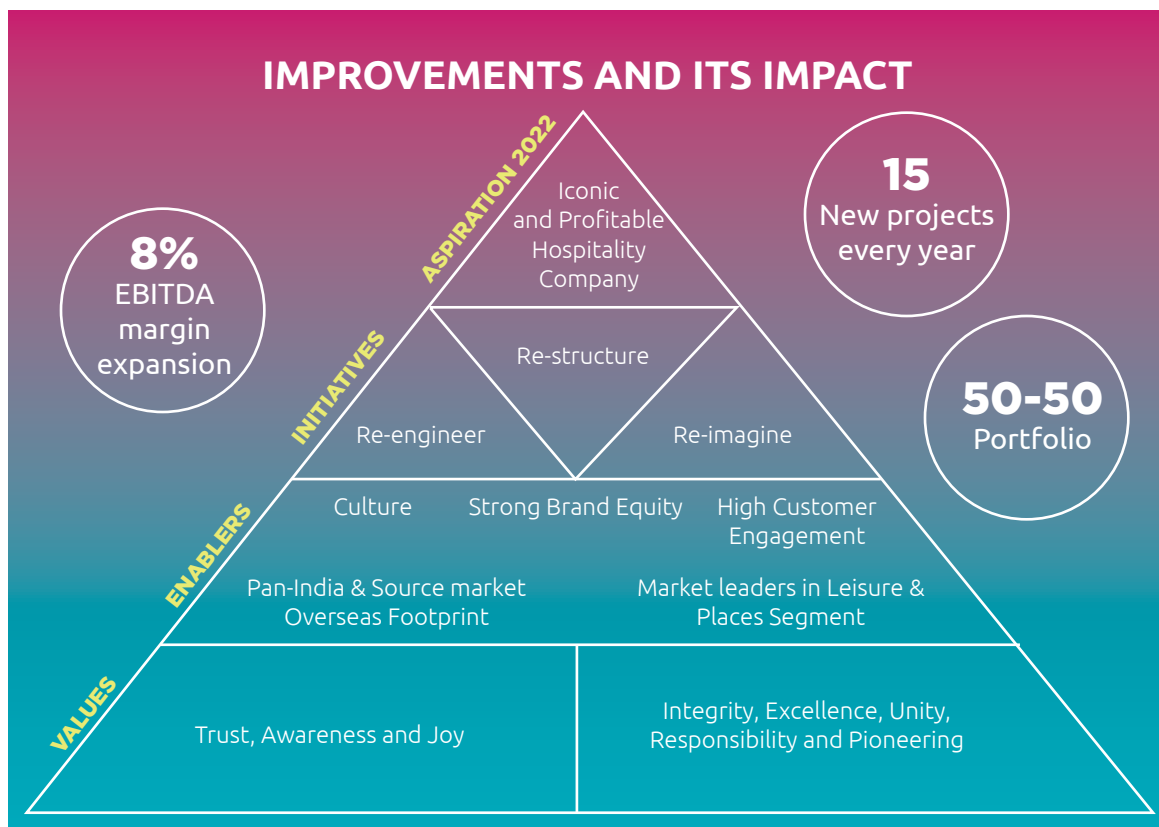 IMPROVEMENTS AND ITS IMPACT
ASPIRATION 2022
Iconic
and Profitable
Hospitality
Company
15
New projects
every year
8%
EBITDA
margin
expansion
INITIATIVES
Re-structure
Re-engineer
Re-imagine
50-50
Portfolio
ENABLERS
Culture
Strong Brand Equity
High Customer
Engagement
Pan-India & Source market
Overseas Footprint
Market leaders in Leisure &
Places Segment
VALUES
Trust, Awareness and Joy
Integrity, Excellence, Unity,
Responsibility and Pioneering